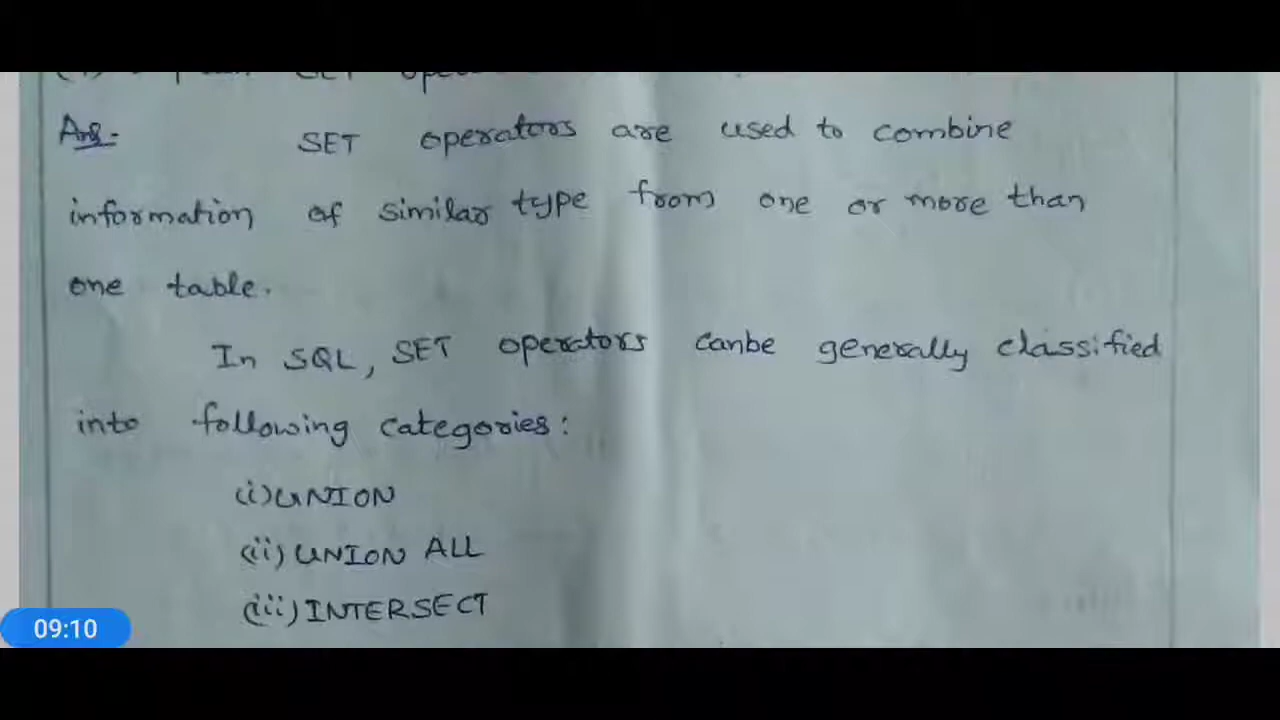 SET
Ans:- SET operators are used to combine
information of similar type from one or more than
one table.
In SQL, SET operators canbe generally classified
into following categories:
(i) UNION
(ii) UNION ALL
(iii) INTERSECT
09:10